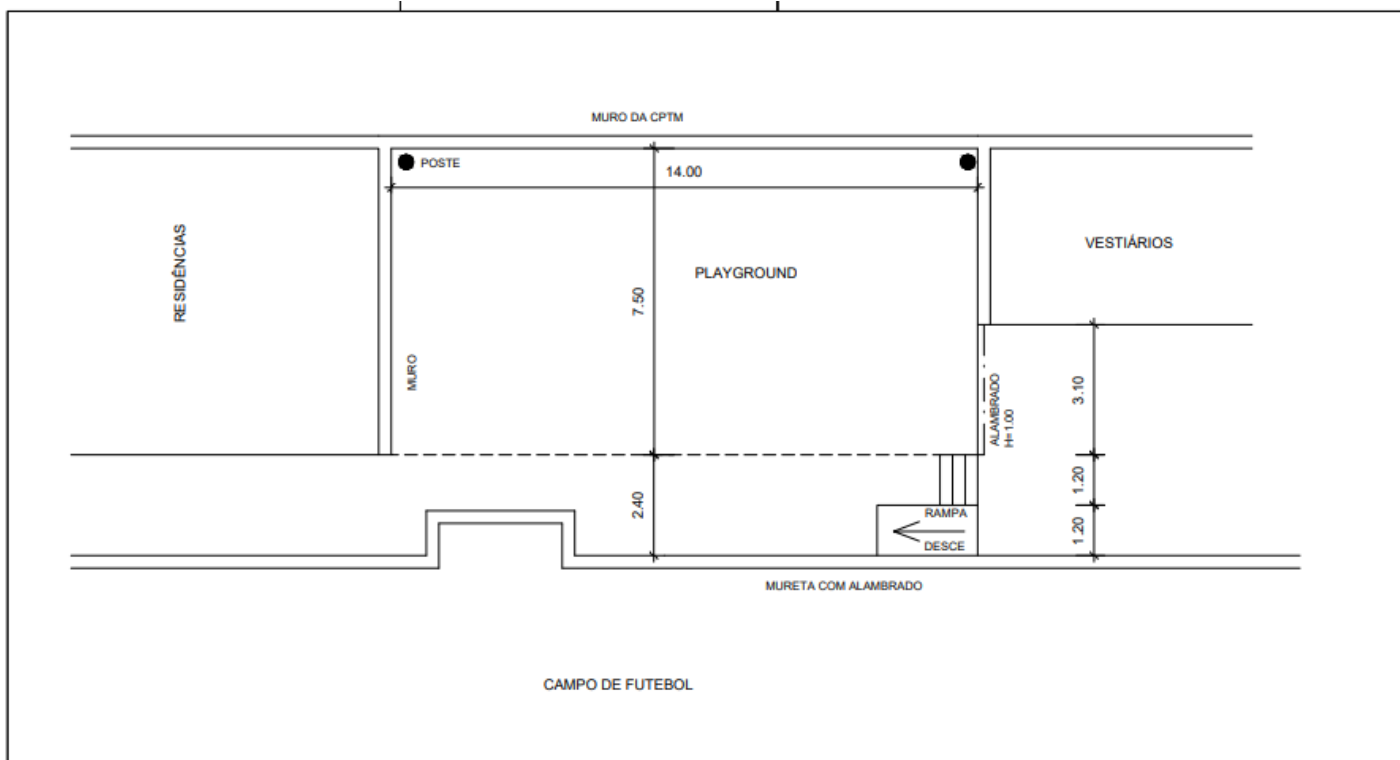 MURO DA CPTM
POSTE
14.00
RESIDÊNCIAS
VESTIÁRIOS
PLAYGROUND
7.50
MURO
ALAMBRADO
H=1.00
3.10
2.40
1.20
RAMPA
DESCE
1.20
MURETA COM ALAMBRADO
CAMPO DE FUTEBOL